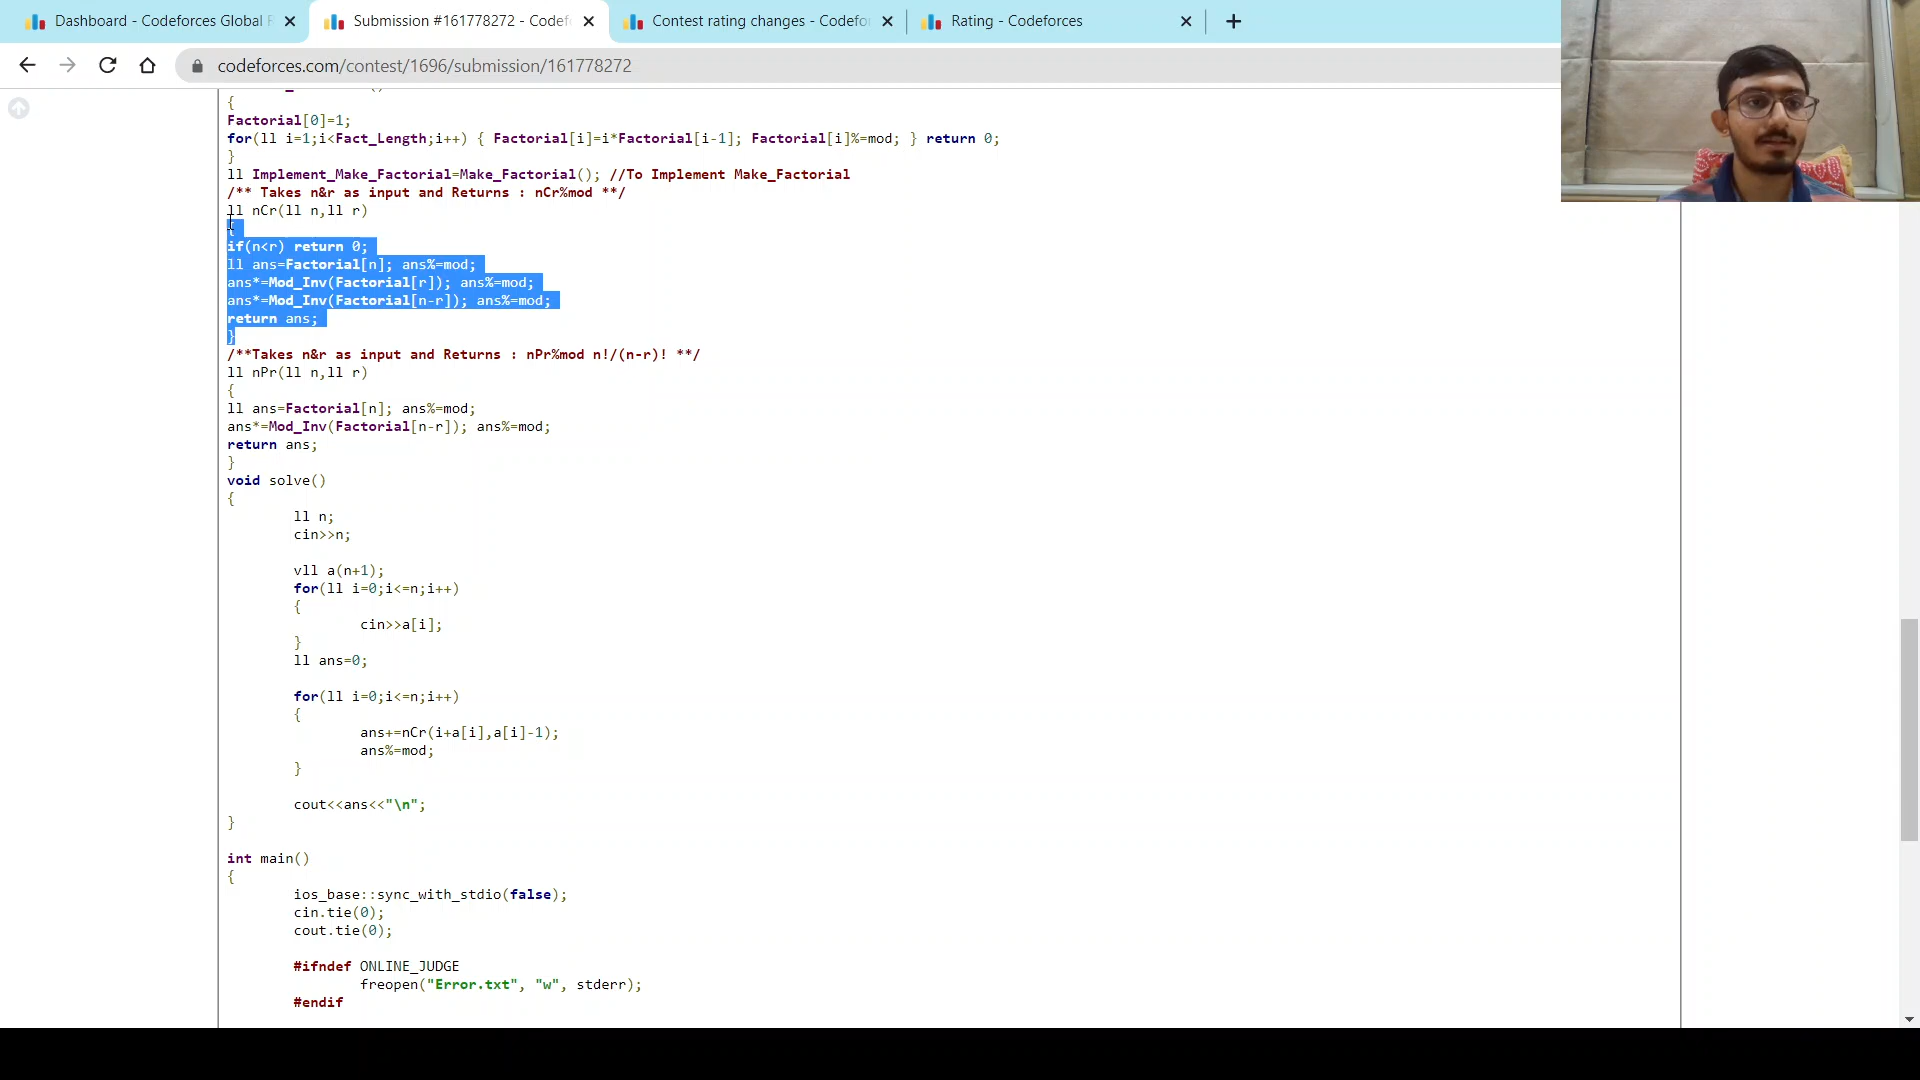 Dashboard - Codeforces Global R
Submission #161778272 - Codef
Contest rating changes - Codefor
Rating - Codeforces
codeforces.com/contest/1696/submission/161778272
{
Factorial[0]=1;
for(ll i=1;i<Fact_Length;i++) { Factorial[i]=i*Factorial[i-1]; Factorial[i]%=mod; } return 0;
}
ll Implement_Make_Factorial=Make_Factorial(); //To Implement Make_Factorial
/** Takes n&r as input and Returns : nCr%mod **/
ll nCr(ll n,ll r)
{
if(n<r) return 0;
ll ans=Factorial[n]; ans%=mod;
ans*=Mod_Inv(Factorial[r]); ans%=mod;
ans*=Mod_Inv(Factorial[n-r]); ans%=mod;
return ans;
}
/**Takes n&r as input and Returns : nPr%mod n!/(n-r)! **/
ll nPr(ll n,ll r)
{
ll ans=Factorial[n]; ans%=mod;
ans*=Mod_Inv(Factorial[n-r]); ans%=mod;
return ans;
}
void solve()
{
ll n;
cin>>n;
vll a(n+1);
for(ll i=0;i<=n;i++)
{
cin>>a[i];
}
ll ans=0;
for(ll i=0;i<=n;i++)
{
ans+=nCr(i+a[i],a[i]-1);
ans%=mod;
}
cout<<ans<<"\n";
}
int main()
{
ios_base::sync_with_stdio(false);
cin.tie(0);
cout.tie(0);
#ifndef ONLINE_JUDGE
freopen("Error.txt", "w", stderr);
#endif